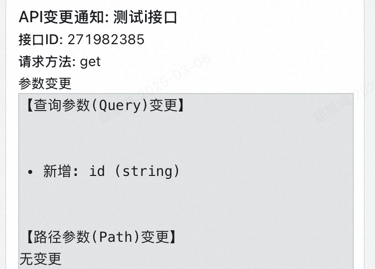 API变更通知: 测试i接口
接口ID: 271982385
请求方法: get
参数变更
【查询参数(Query)变更】
• 新增: id (string)
【路径参数(Path)变更】
无变更